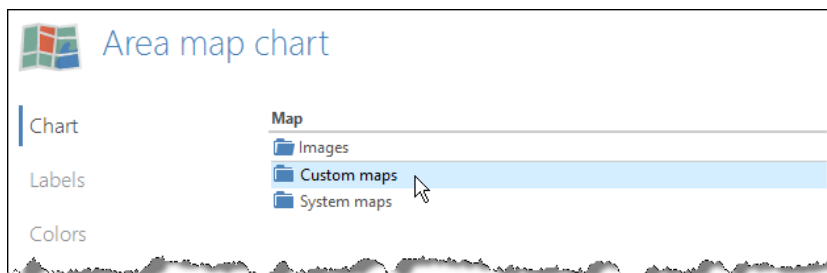 Area map chart
Chart
Labels
Colors
Map
Images
Custom maps
System maps